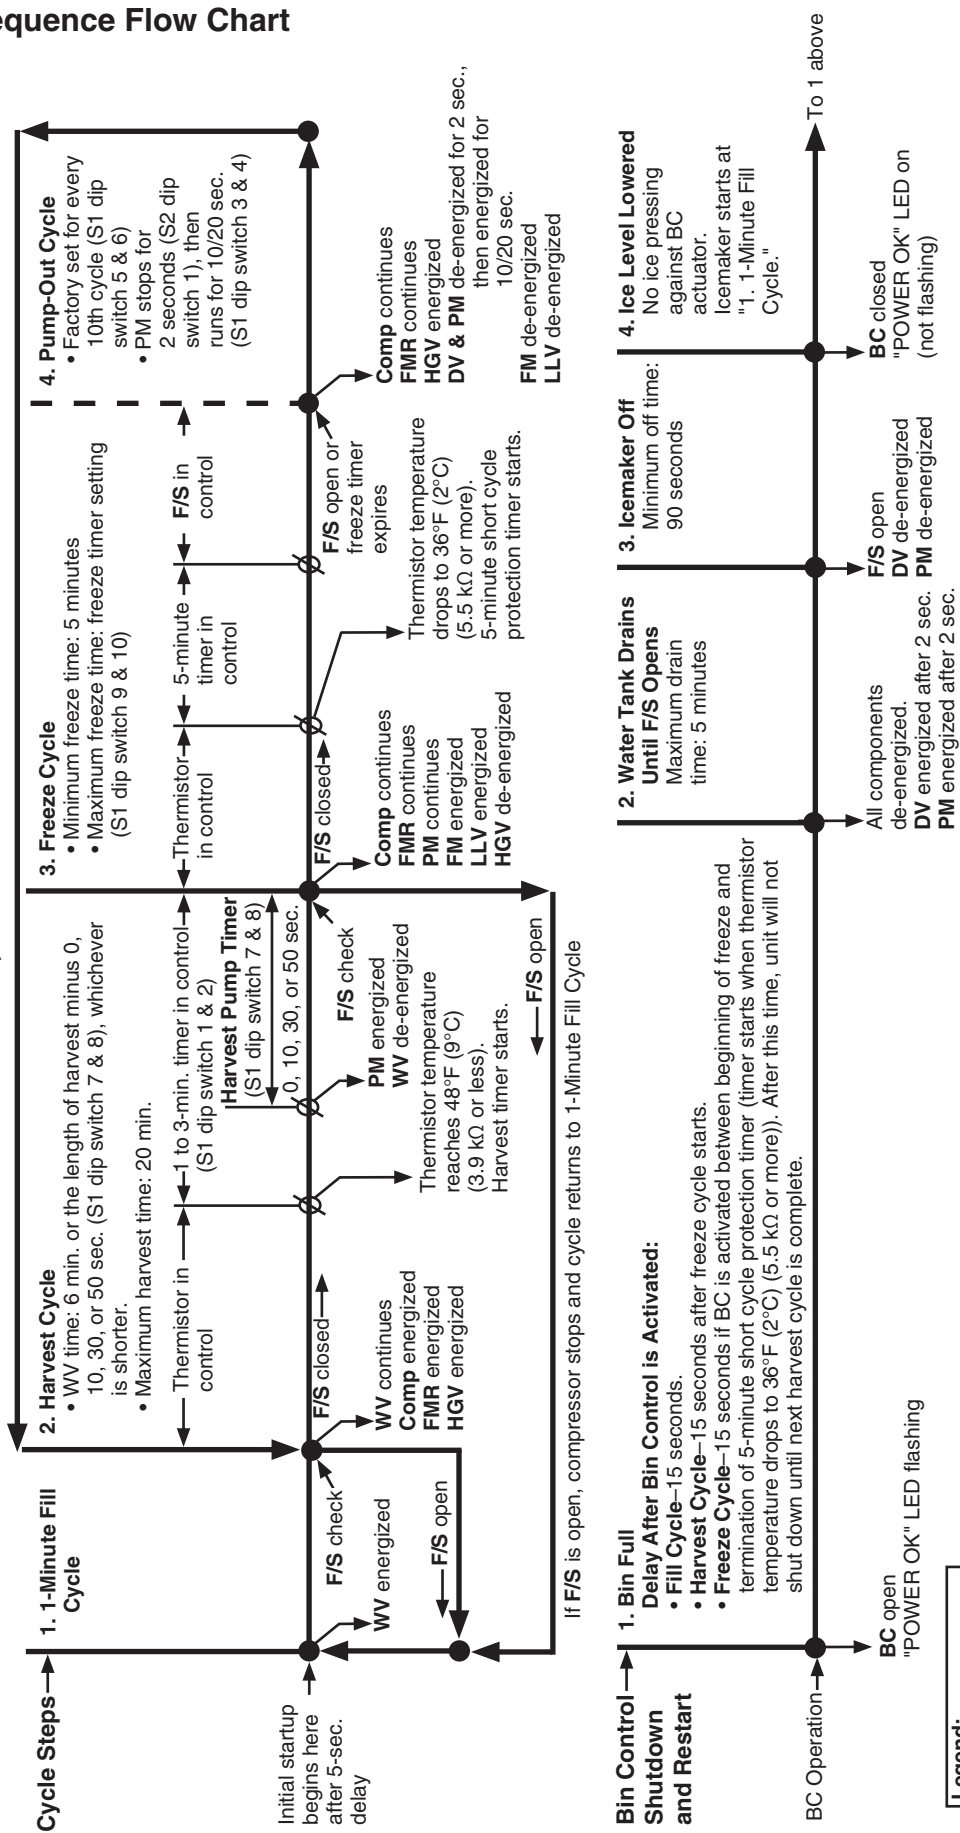 equence Flow Chart
Cycle Steps
1. 1-Minute Fill
Cycle
2. Harvest Cycle
• WV time: 6 min. or the length of harvest minus 0,
10, 30, or 50 sec. (S1 dip switch 7 & 8), whichever
is shorter.
• Maximum harvest time: 20 min.
3. Freeze Cycle
• Minimum freeze time: 5 minutes
• Maximum freeze time: freeze timer setting
(S1 dip switch 9 & 10)
4. Pump-Out Cycle
• Factory set for every
10th cycle (S1 dip
switch 5 & 6)
• PM stops for
2 seconds (S2 dip
switch 1), then
runs for 10/20 sec.
(S1 dip switch 3 & 4)
Thermistor in
control
1 to 3-min. timer in control
(S1 dip switch 1 & 2)
Harvest Pump Timer
(S1 dip switch 7 & 8)
0, 10, 30, or 50 sec.
Thermistor
in control
5-minute
timer in
control
F/S in
control
Initial startup
begins here
after 5-sec.
delay
WV energized
F/S check
F/S open
F/S closed
WV continues
Comp energized
FMR energized
HGV energized
Thermistor temperature
reaches 48°F (9°C)
(3.9 kΩ or less).
Harvest timer starts.
PM energized
WV de-energized
F/S check
F/S open
F/S closed
Comp continues
FMR continues
PM continues
FM energized
LLV energized
HGV de-energized
Thermistor temperature
drops to 36°F (2°C)
(5.5 kΩ or more).
5-minute short cycle
protection timer starts.
F/S open or
freeze timer
expires
Comp continues
FMR continues
HGV energized
DV & PM de-energized for 2 sec.,
then energized for
10/20 sec.
FM de-energized
LLV de-energized
If F/S is open, compressor stops and cycle returns to 1-Minute Fill Cycle
Bin Control
Shutdown
and Restart
1. Bin Full
Delay After Bin Control is Activated:
• Fill Cycle–15 seconds.
• Harvest Cycle–15 seconds after freeze cycle starts.
• Freeze Cycle–15 seconds if BC is activated between beginning of freeze and
termination of 5-minute short cycle protection timer (timer starts when thermistor
temperature drops to 36°F (2°C) (5.5 kΩ or more)). After this time, unit will not
shut down until next harvest cycle is complete.
2. Water Tank Drains
Until F/S Opens
Maximum drain
time: 5 minutes
3. Icemaker Off
Minimum off time:
90 seconds
4. Ice Level Lowered
No ice pressing
against BC
actuator.
Icemaker starts at
"1. 1-Minute Fill
Cycle."
BC Operation
To 1 above
BC open
"POWER OK" LED flashing
All components
de-energized.
DV energized after 2 sec.
PM energized after 2 sec.
F/S open
DV de-energized
PM de-energized
BC closed
"POWER OK" LED on
(not flashing)
Legend: